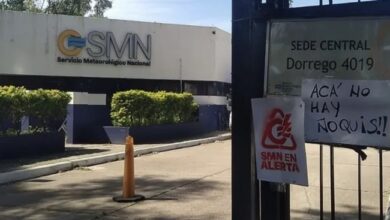 SMN
Servicio Meteorológico Nacional
SEDE CENTRAL
Dorrego 4019
ACÁ NO
HAY
ÑOQUIS!!
SMN EN
ALERTA